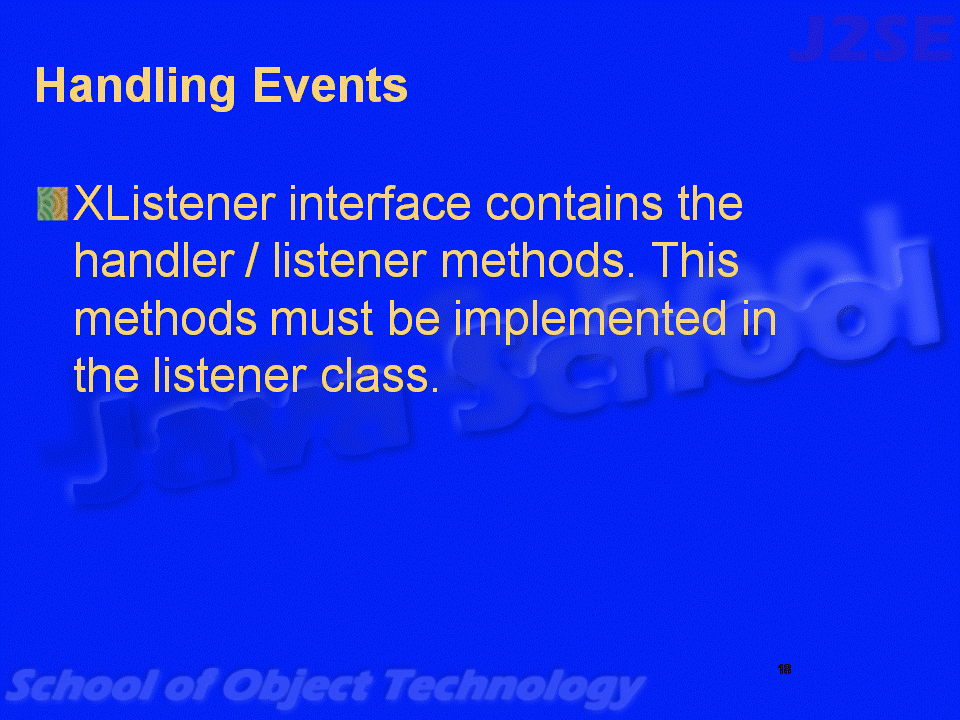 J2SE
Handling Events
XListener interface contains the
handler / listener methods. This
methods must be implemented in
the listener class.
Java School
18
School of Object Technology